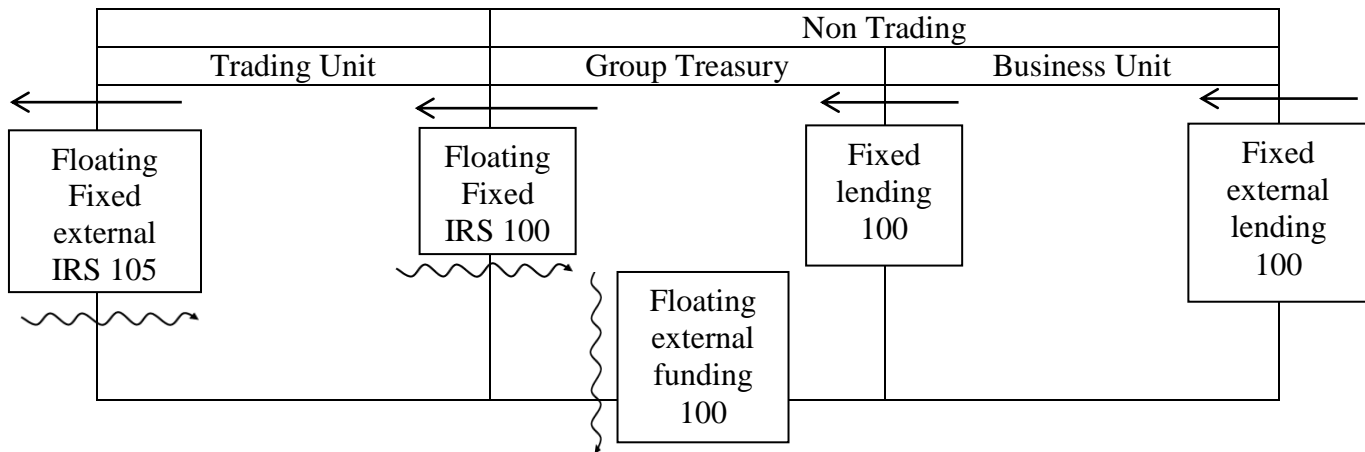 Non Trading
Trading Unit
Group Treasury
Business Unit
Floating
Fixed
external
IRS 105
Floating
Fixed
IRS 100
Fixed
lending
100
Fixed
external
lending
100
Floating
external
funding
100